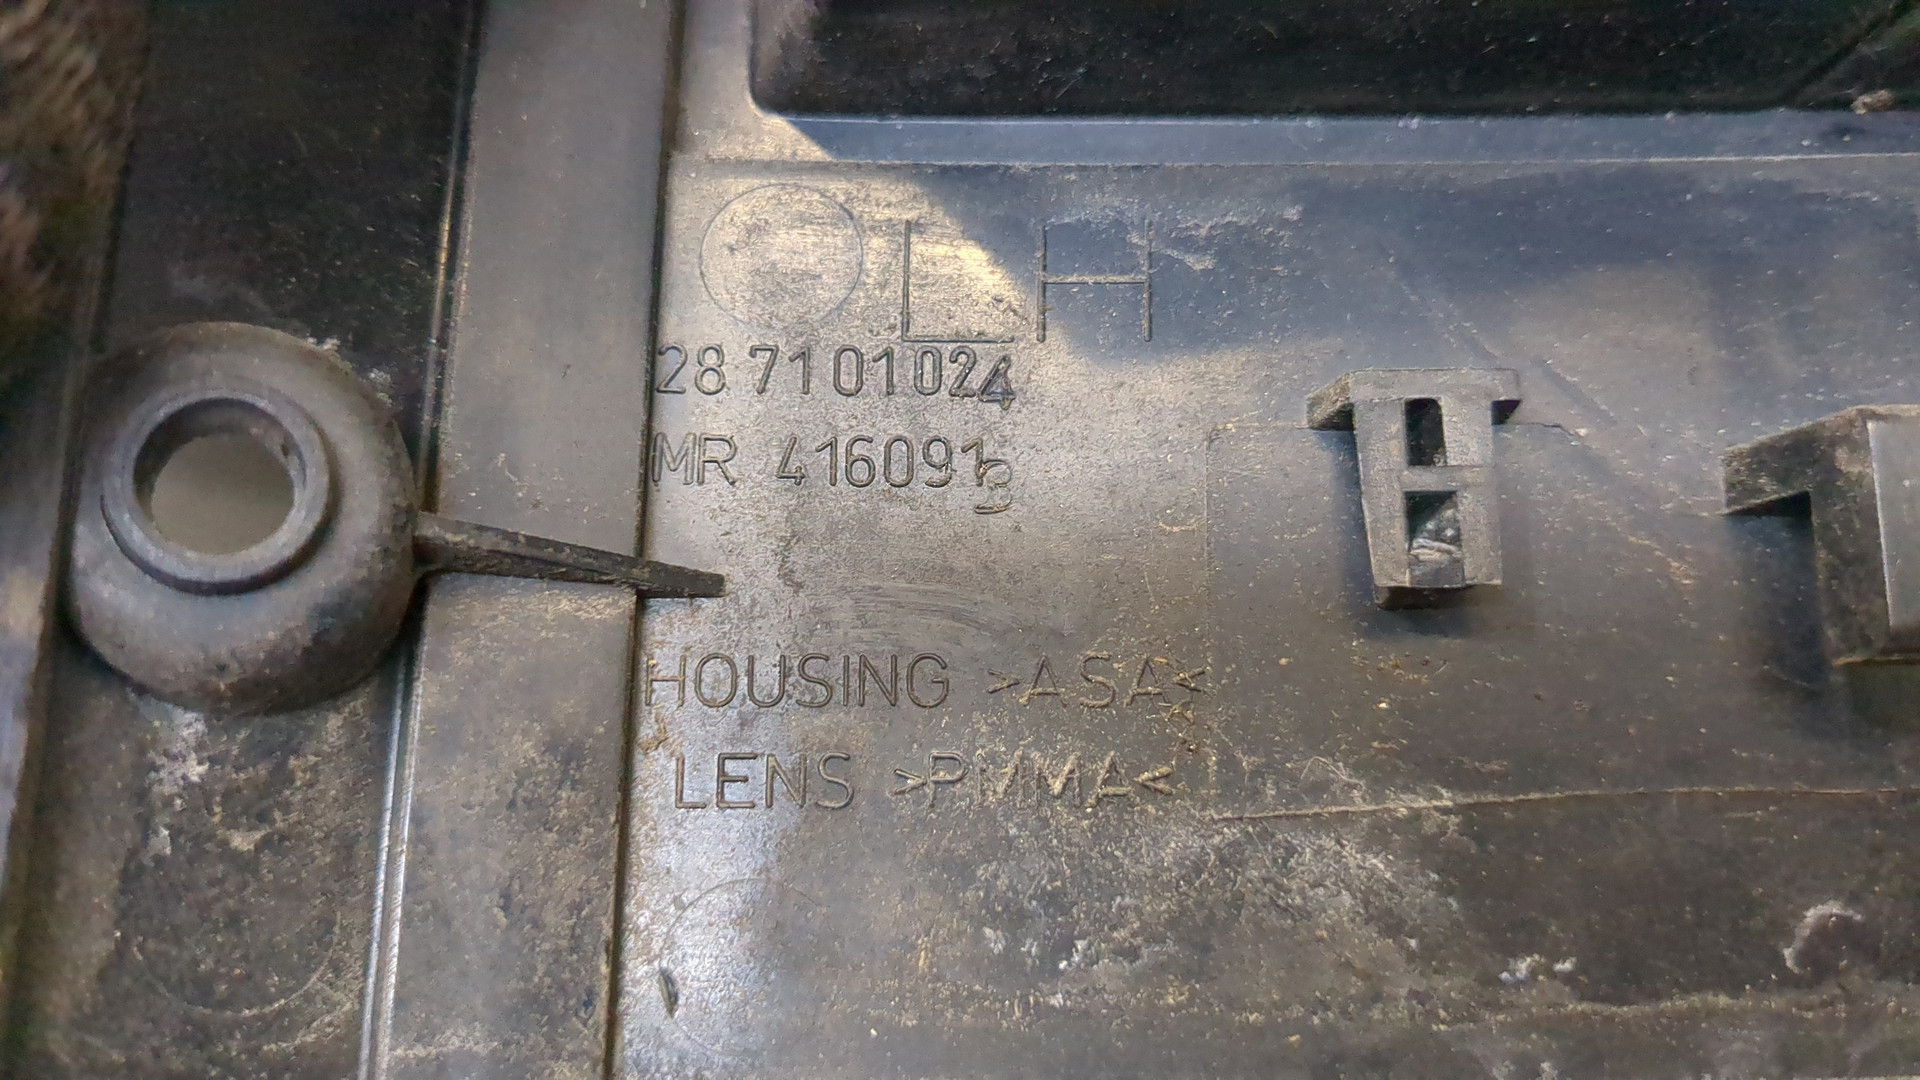 LH
28 7101024
MR 416091
HOUSING >ASA<
LENS >PMMA<